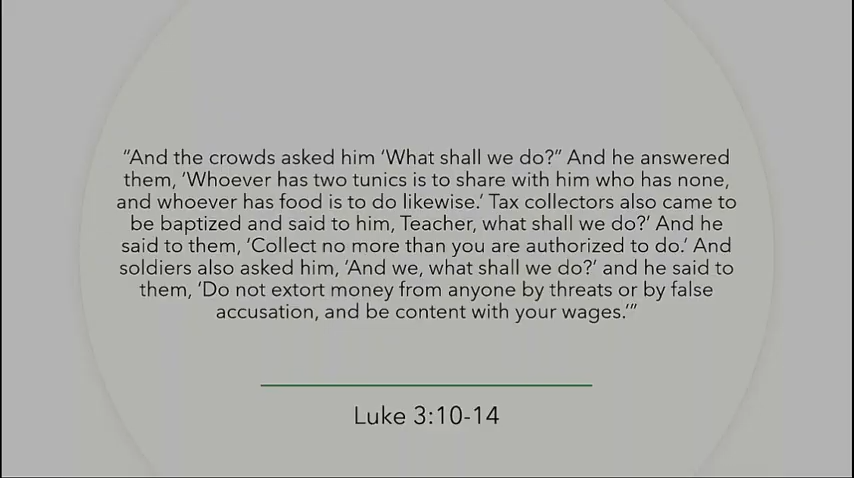 “And the crowds asked him ‘What shall we do?” And he answered
them, ‘Whoever has two tunics is to share with him who has none,
and whoever has food is to do likewise.’ Tax collectors also came to
be baptized and said to him, Teacher, what shall we do?’ And he
said to them, ‘Collect no more than you are authorized to do.’ And
soldiers also asked him, ‘And we, what shall we do?’ and he said to
them, ‘Do not extort money from anyone by threats or by false
accusation, and be content with your wages.’”
Luke 3:10-14